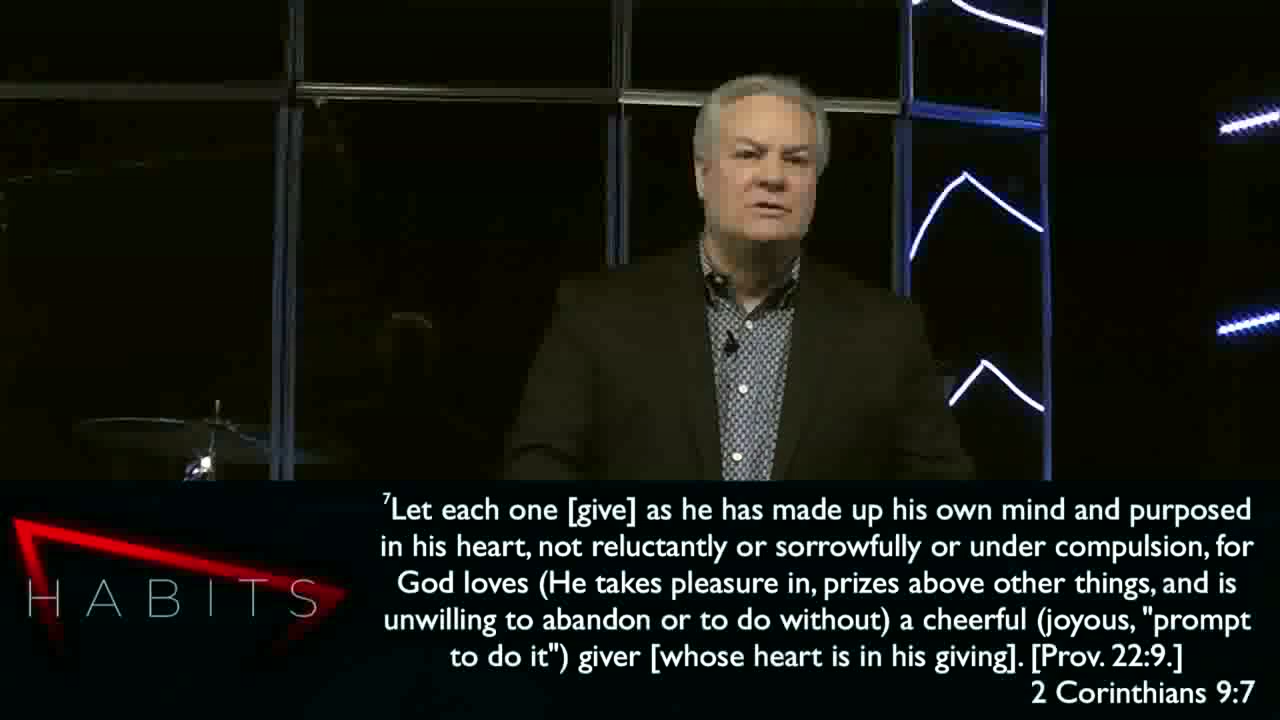 ⁷Let each one [give] as he has made up his own mind and purposed
in his heart, not reluctantly or sorrowfully or under compulsion, for
God loves (He takes pleasure in, prizes above other things, and is
unwilling to abandon or to do without) a cheerful (joyous, "prompt
to do it") giver [whose heart is in his giving]. [Prov. 22:9.]
2 Corinthians 9:7
HABITS